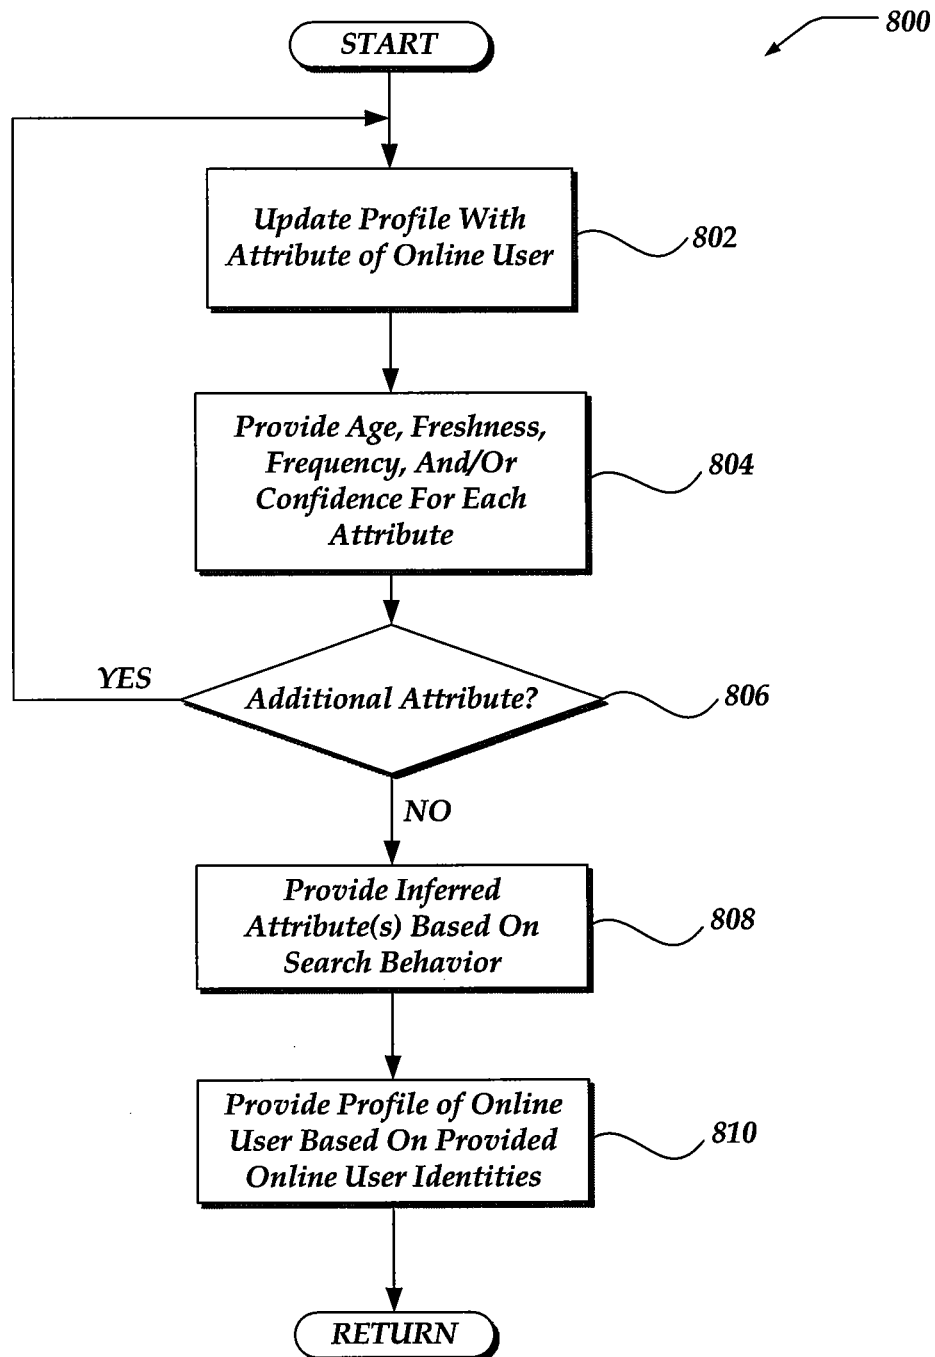 800
START
Update Profile With
Attribute of Online User
802
Provide Age, Freshness,
Frequency, And/Or
Confidence For Each
Attribute
804
YES
Additional Attribute?
806
NO
Provide Inferred
Attribute(s) Based On
Search Behavior
808
Provide Profile of Online
User Based On Provided
Online User Identities
810
RETURN